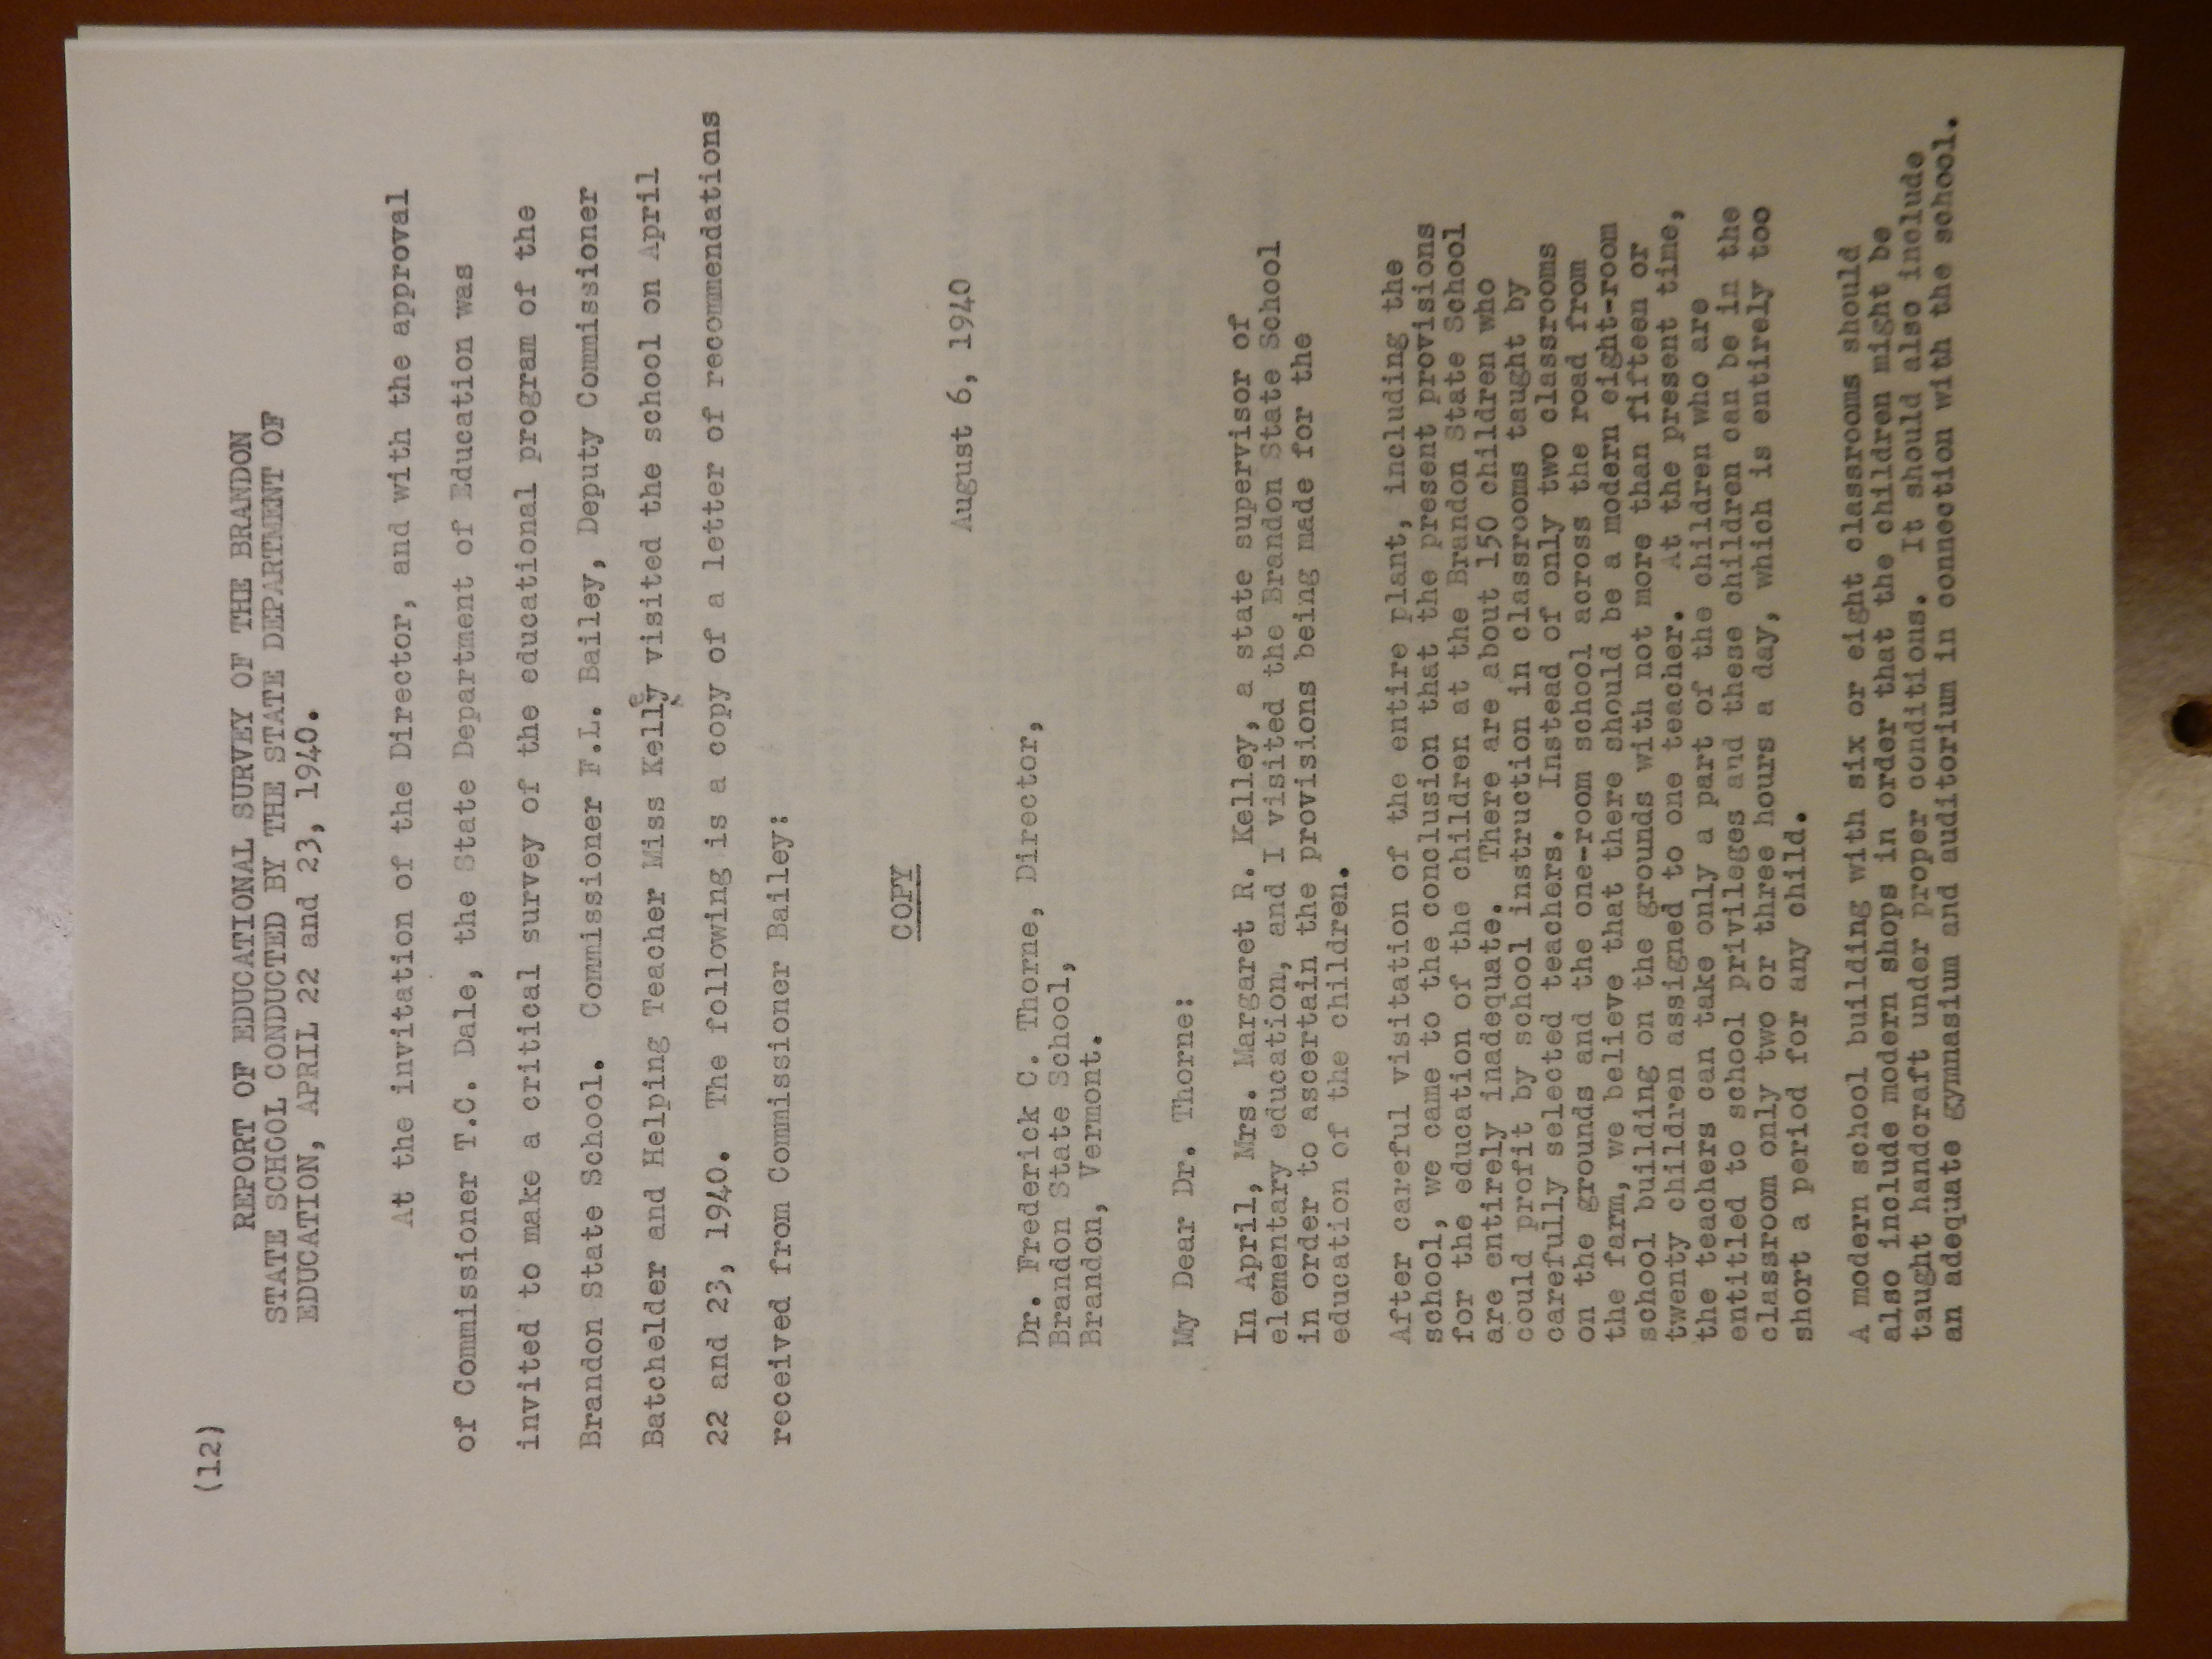 (12)
REPORT OF EDUCATIONAL SURVEY OF THE BRANDON
STATE SCHOOL CONDUCTED BY THE STATE DEPARTMENT OF
EDUCATION, APRIL 22 and 23, 1940.
At the invitation of the Director, and with the approval
of Commissioner T.C. Dale, the State Department of Education was
invited to make a critical survey of the educational program of the
Brandon State School. Commissioner F.L. Bailey, Deputy Commissioner
Batchelder and Helping Teacher Miss Kelley visited the school on April
22 and 23, 1940. The following is a copy of a letter of recommendations
received from Commissioner Bailey:
COPY
August 6, 1940
Dr. Frederick C. Thorne, Director,
Brandon State School,
Brandon, Vermont.
My Dear Dr. Thorne:
In April, Mrs. Margaret R. Kelley, a state supervisor of
elementary education, and I visited the Brandon State School
in order to ascertain the provisions being made for the
education of the children.
After careful visitation of the entire plant, including the
school, we came to the conclusion that the present provisions
for the education of the children at the Brandon State School
are entirely inadequate. There are about 150 children who
could profit by school instruction in classrooms taught by
carefully selected teachers. Instead of only two classrooms
on the grounds and the one-room school across the road from
the farm, we believe that there should be a modern eight-room
school building on the grounds with not more than fifteen or
twenty children assigned to one teacher. At the present time,
the teachers can take only a part of the children who are
entitled to school privileges and these children can be in the
classroom only two or three hours a day, which is entirely too
short a period for any child.
A modern school building with six or eight classrooms should
also include modern shops in order that the children might be
taught handcraft under proper conditions. It should also include
an adequate gymnasium and auditorium in connection with the school.